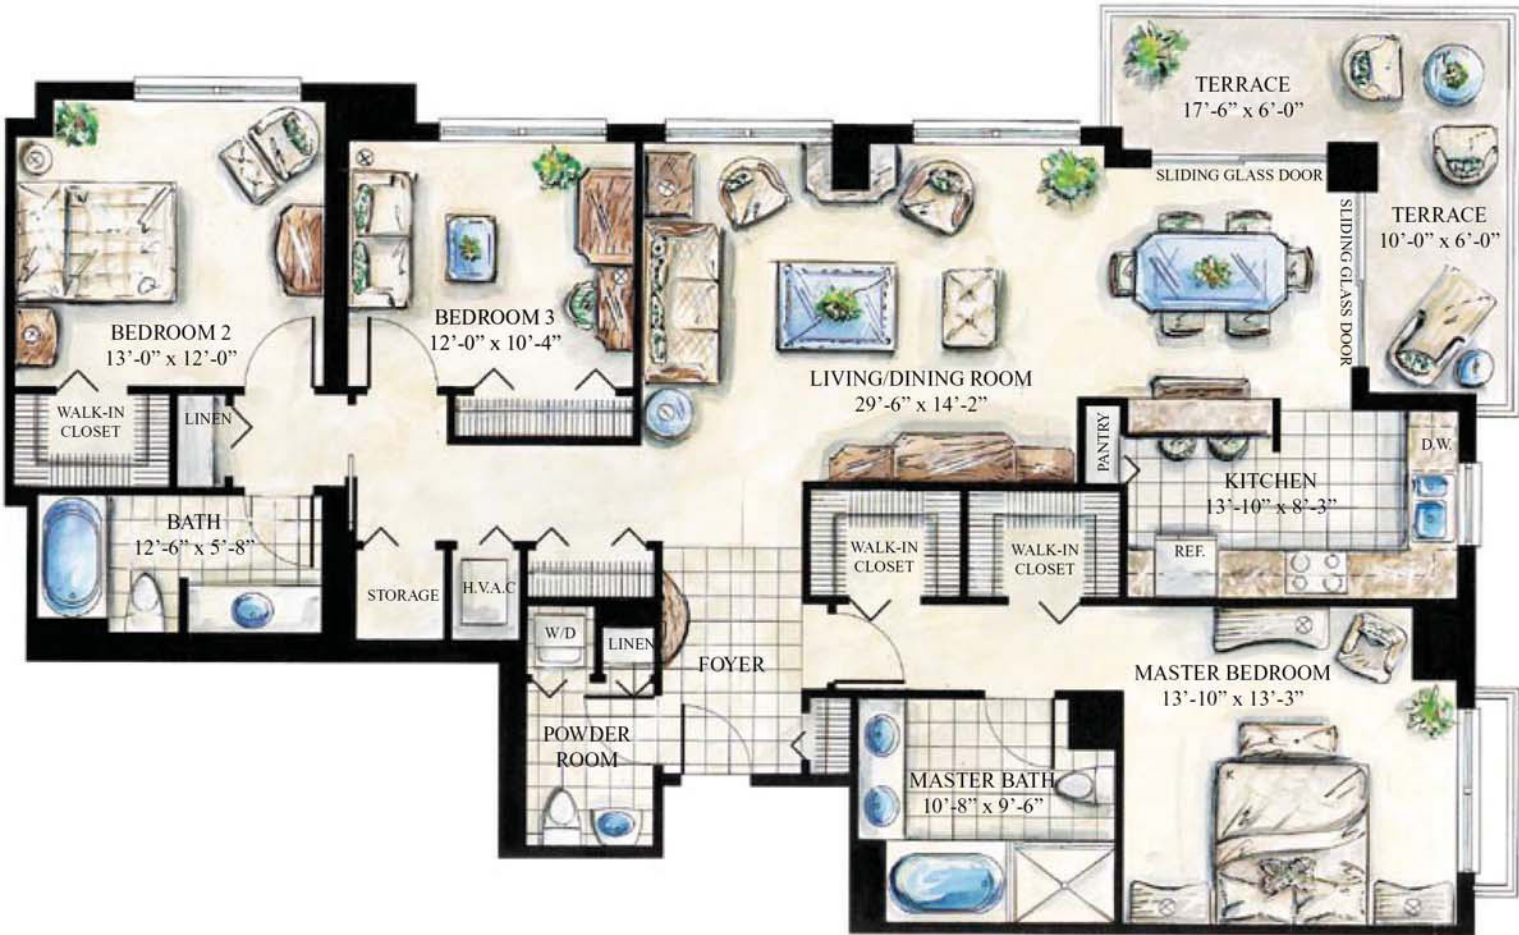 TERRACE
17’-6” x 6’-0”
SLIDING GLASS DOOR
TERRACE
10’-0” x 6’-0”
SLIDING GLASS DOOR
BEDROOM 2
13’-0” x 12’-0”
BEDROOM 3
12’-0” x 10’-4”
LIVING/DINING ROOM
29’-6” x 14’-2”
WALK-IN
CLOSET
LINEN
PANTRY
D.W.
KITCHEN
13’-10” x 8’-3”
BATH
12’-6” x 5’-8”
REF.
WALK-IN
CLOSET
WALK-IN
CLOSET
STORAGE
H.V.A.C
W/D
LINEN
FOYER
MASTER BEDROOM
13’-10” x 13’-3”
POWDER
ROOM
MASTER BATH
10’-8” x 9’-6”
K